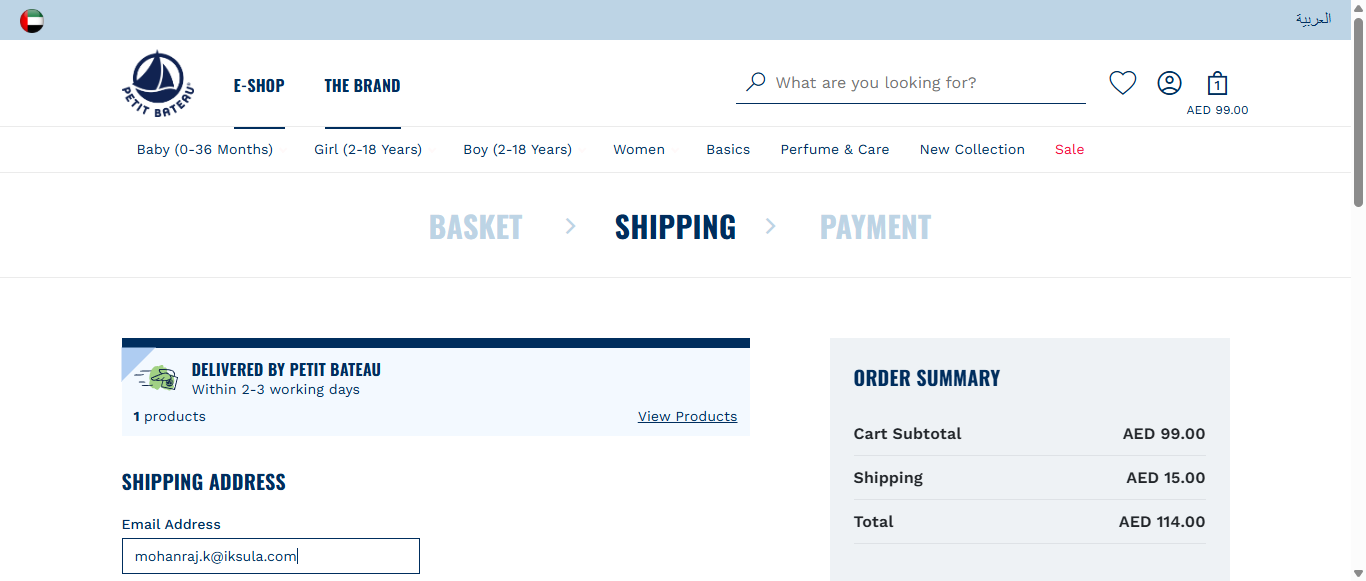 العربية
PETIT BATEAU
E-SHOP
THE BRAND
What are you looking for?
1
AED 99.00
Baby (0-36 Months)
Girl (2-18 Years)
Boy (2-18 Years)
Women
Basics
Perfume & Care
New Collection
Sale
BASKET
SHIPPING
PAYMENT
DELIVERED BY PETIT BATEAU
Within 2-3 working days
1 products
View Products
SHIPPING ADDRESS
Email Address
mohanraj.k@iksula.com
ORDER SUMMARY
Cart Subtotal AED 99.00
Shipping AED 15.00
Total AED 114.00